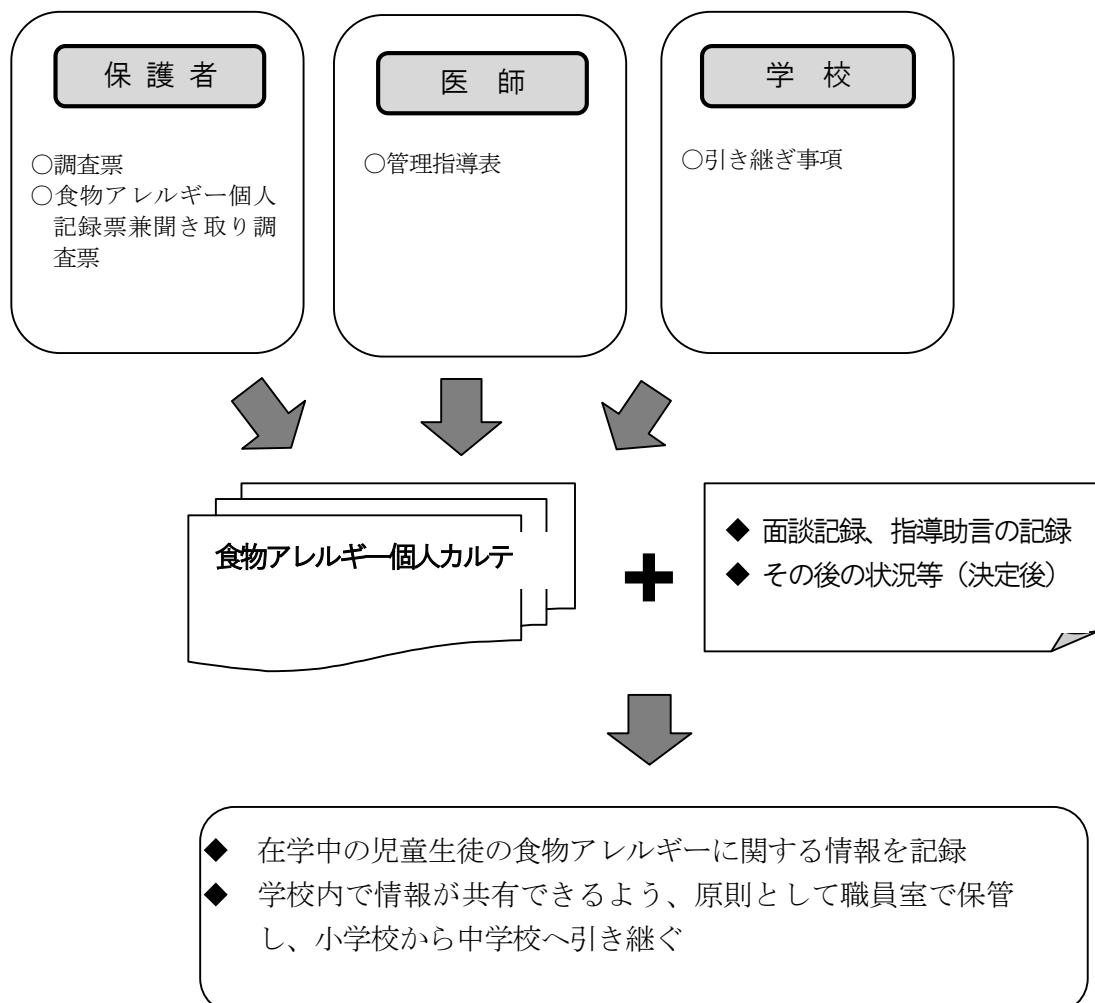 保護者
○調査票
○食物アレルギー個人
記録票兼聞き取り調
査票
医師
○管理指導表
学校
○引き継ぎ事項
食物アレルギー個人カルテ
◆ 面談記録、指導助言の記録
◆ その後の状況等（決定後）
◆ 在学中の児童生徒の食物アレルギーに関する情報を記録
◆ 学校内で情報が共有できるよう、原則として職員室で保管
し、小学校から中学校へ引き継ぐ